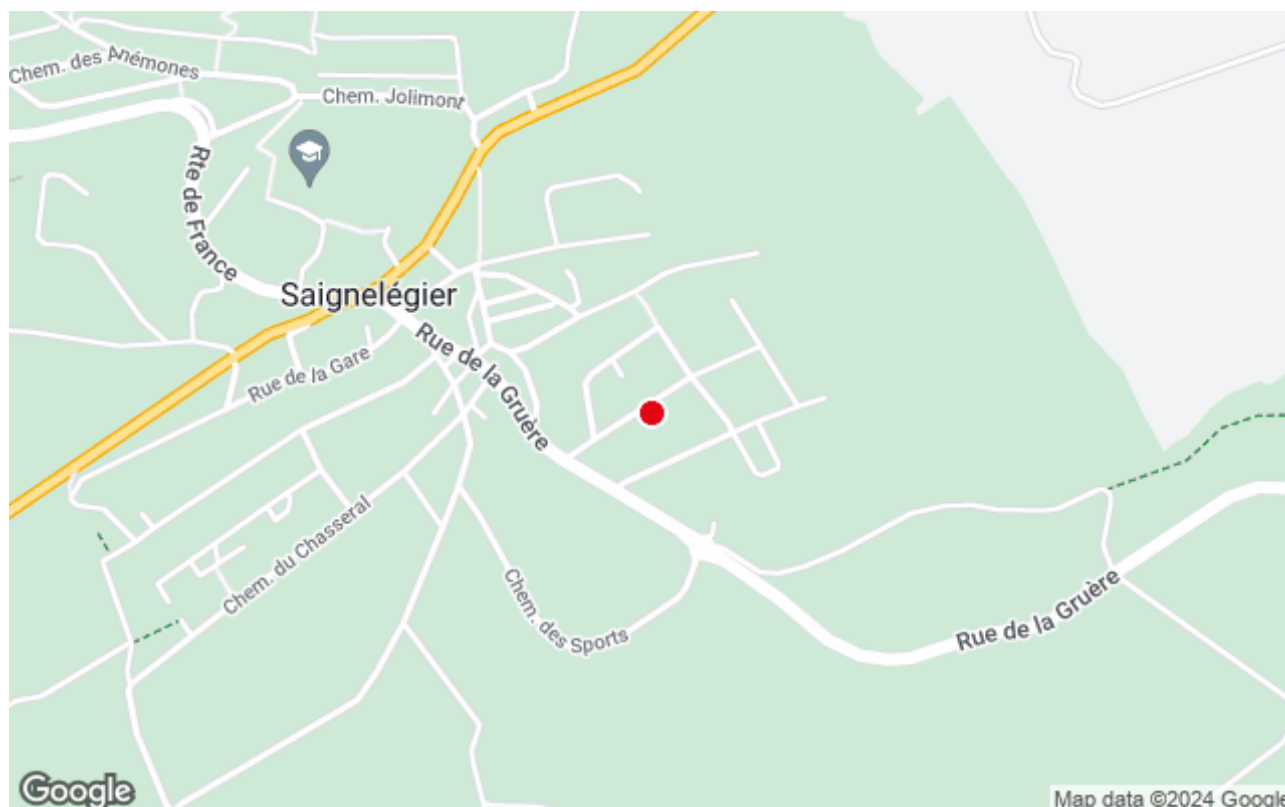 Chem. des Anémones
Chem. Jolimont
Rte de France
Saignelégier
Rue de la Gruère
Rue de la Gare
Chem. du Chasseral
Chem. des Sports
Rue de la Gruère
Google
Map data ©2024 Google